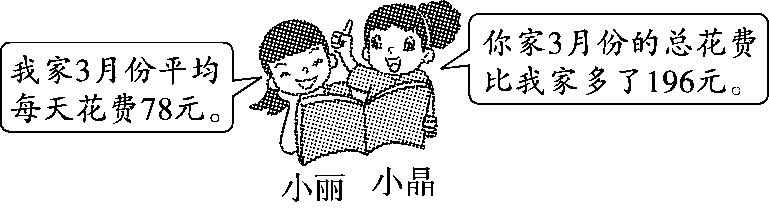 我家3月份平均
每天花费78元。
你家3月份的总花费
比我家多了196元。
小丽 小晶